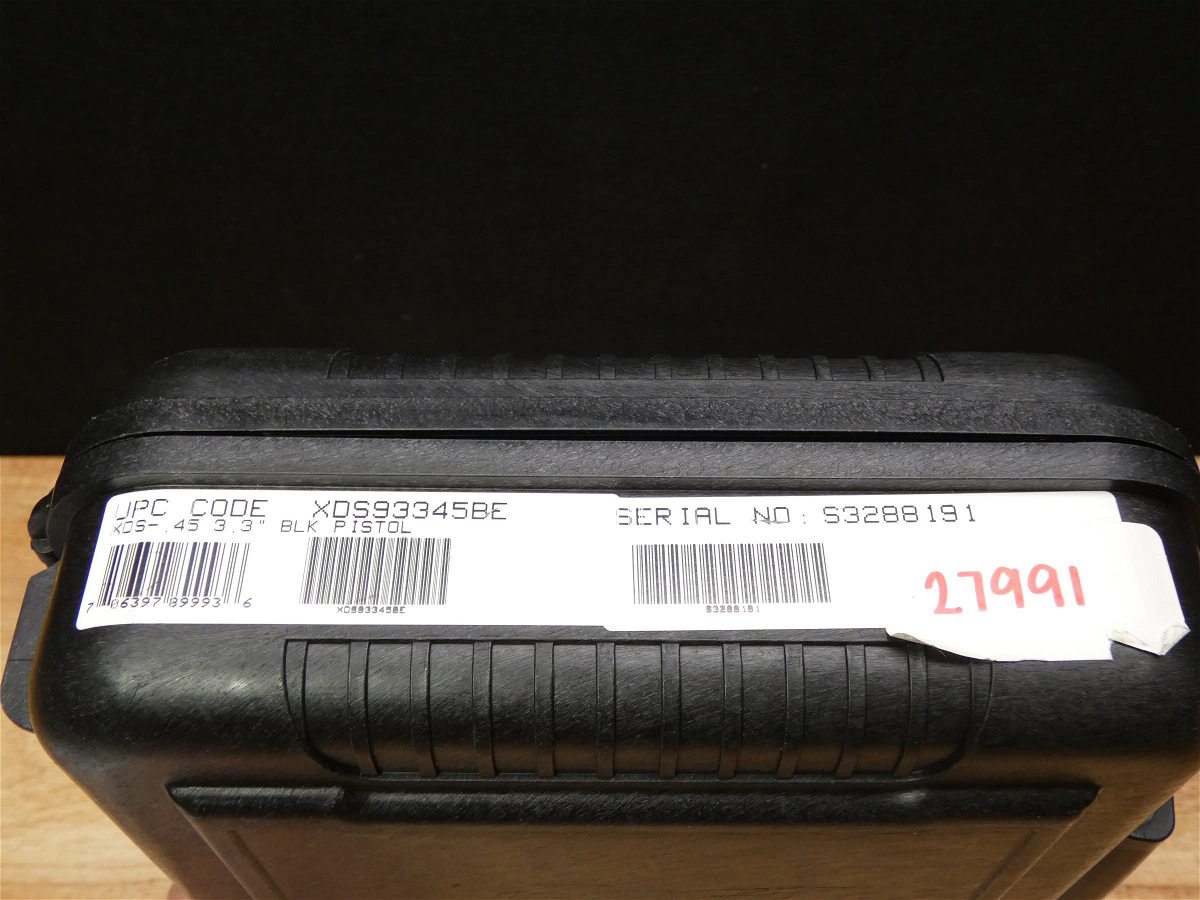 UPC CODE XDS93345BE
XDS-.45 3.3" BLK PISTOL
7 06397 89993 6
XDS93345BE
SERIAL NO: S3288191
S3288191
27991